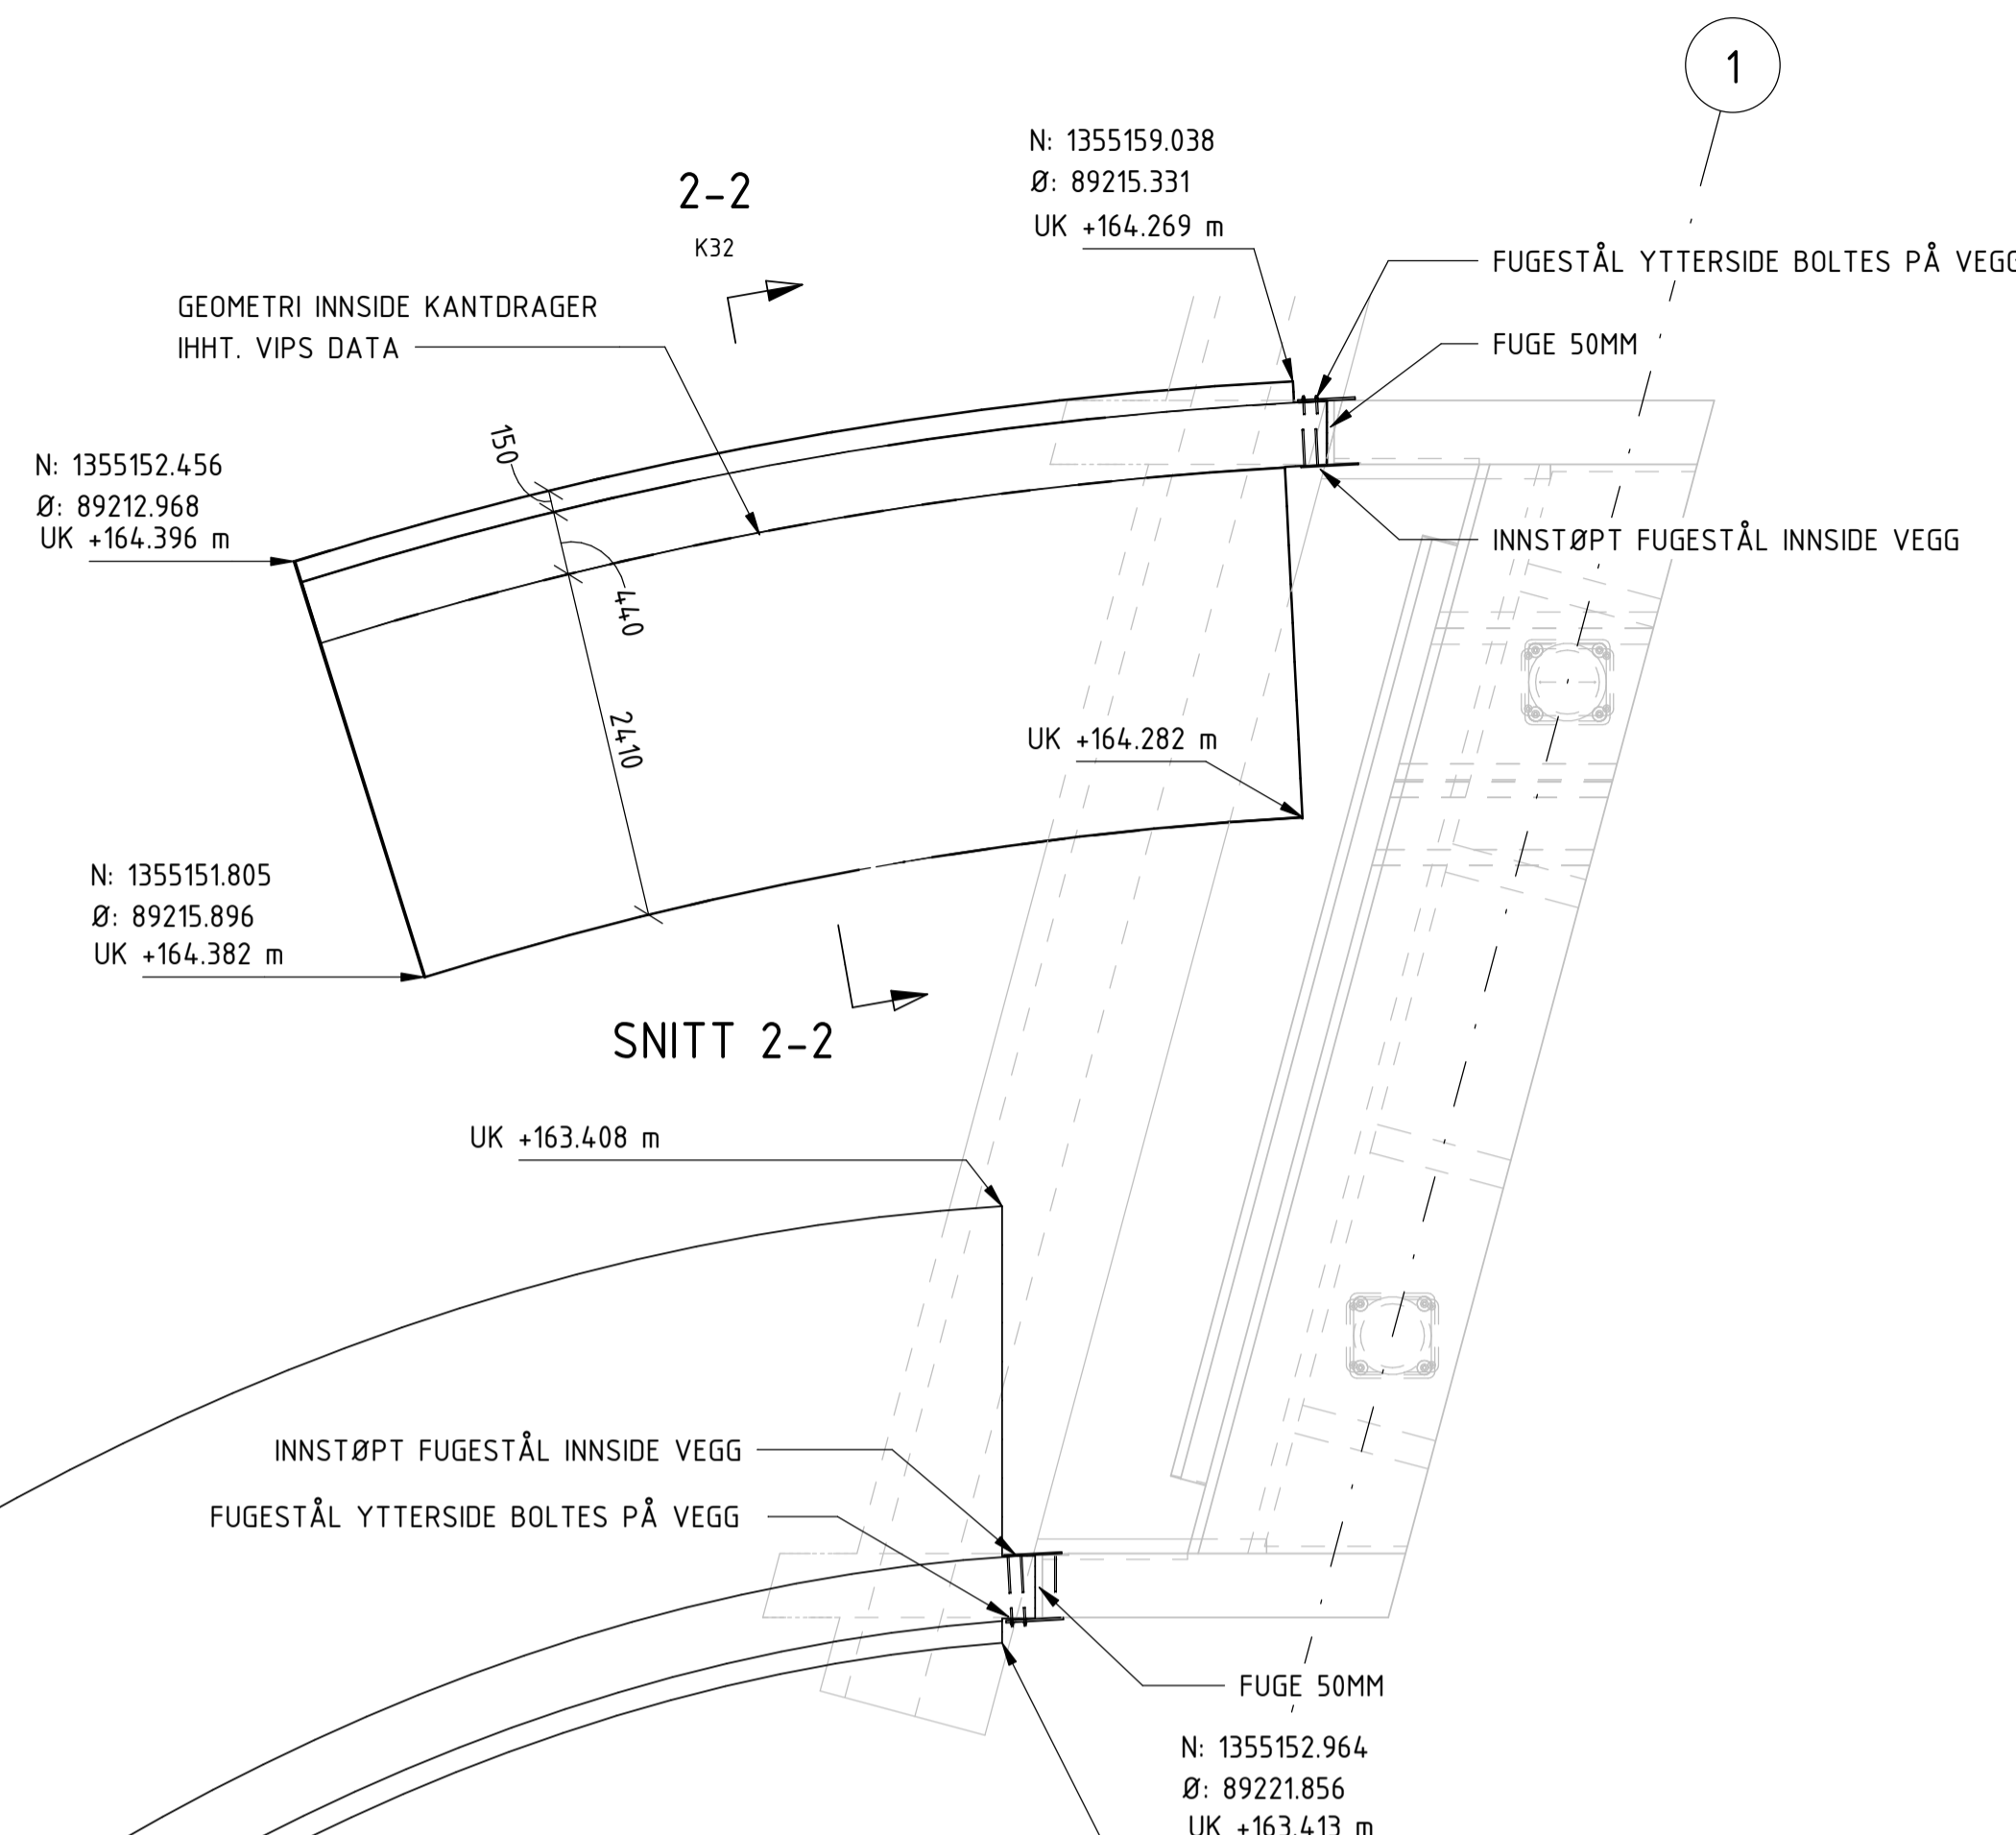 1
N: 1355159.038
Ø: 89215.331
UK +164.269 m
2-2
K32
FUGESTÅL YTTERSIDE BOLTES PÅ VEGG
GEOMETRI INNSIDE KANTDRAGER
IHHT. VIPS DATA
FUGE 50MM
150
N: 1355152.456
Ø: 89212.968
UK +164.396 m
INNSTØPT FUGESTÅL INNSIDE VEGG
440
2410
UK +164.282 m
N: 1355151.805
Ø: 89215.896
UK +164.382 m
SNITT 2-2
UK +163.408 m
INNSTØPT FUGESTÅL INNSIDE VEGG
FUGESTÅL YTTERSIDE BOLTES PÅ VEGG
FUGE 50MM
N: 1355152.964
Ø: 89221.856
UK +163.413 m